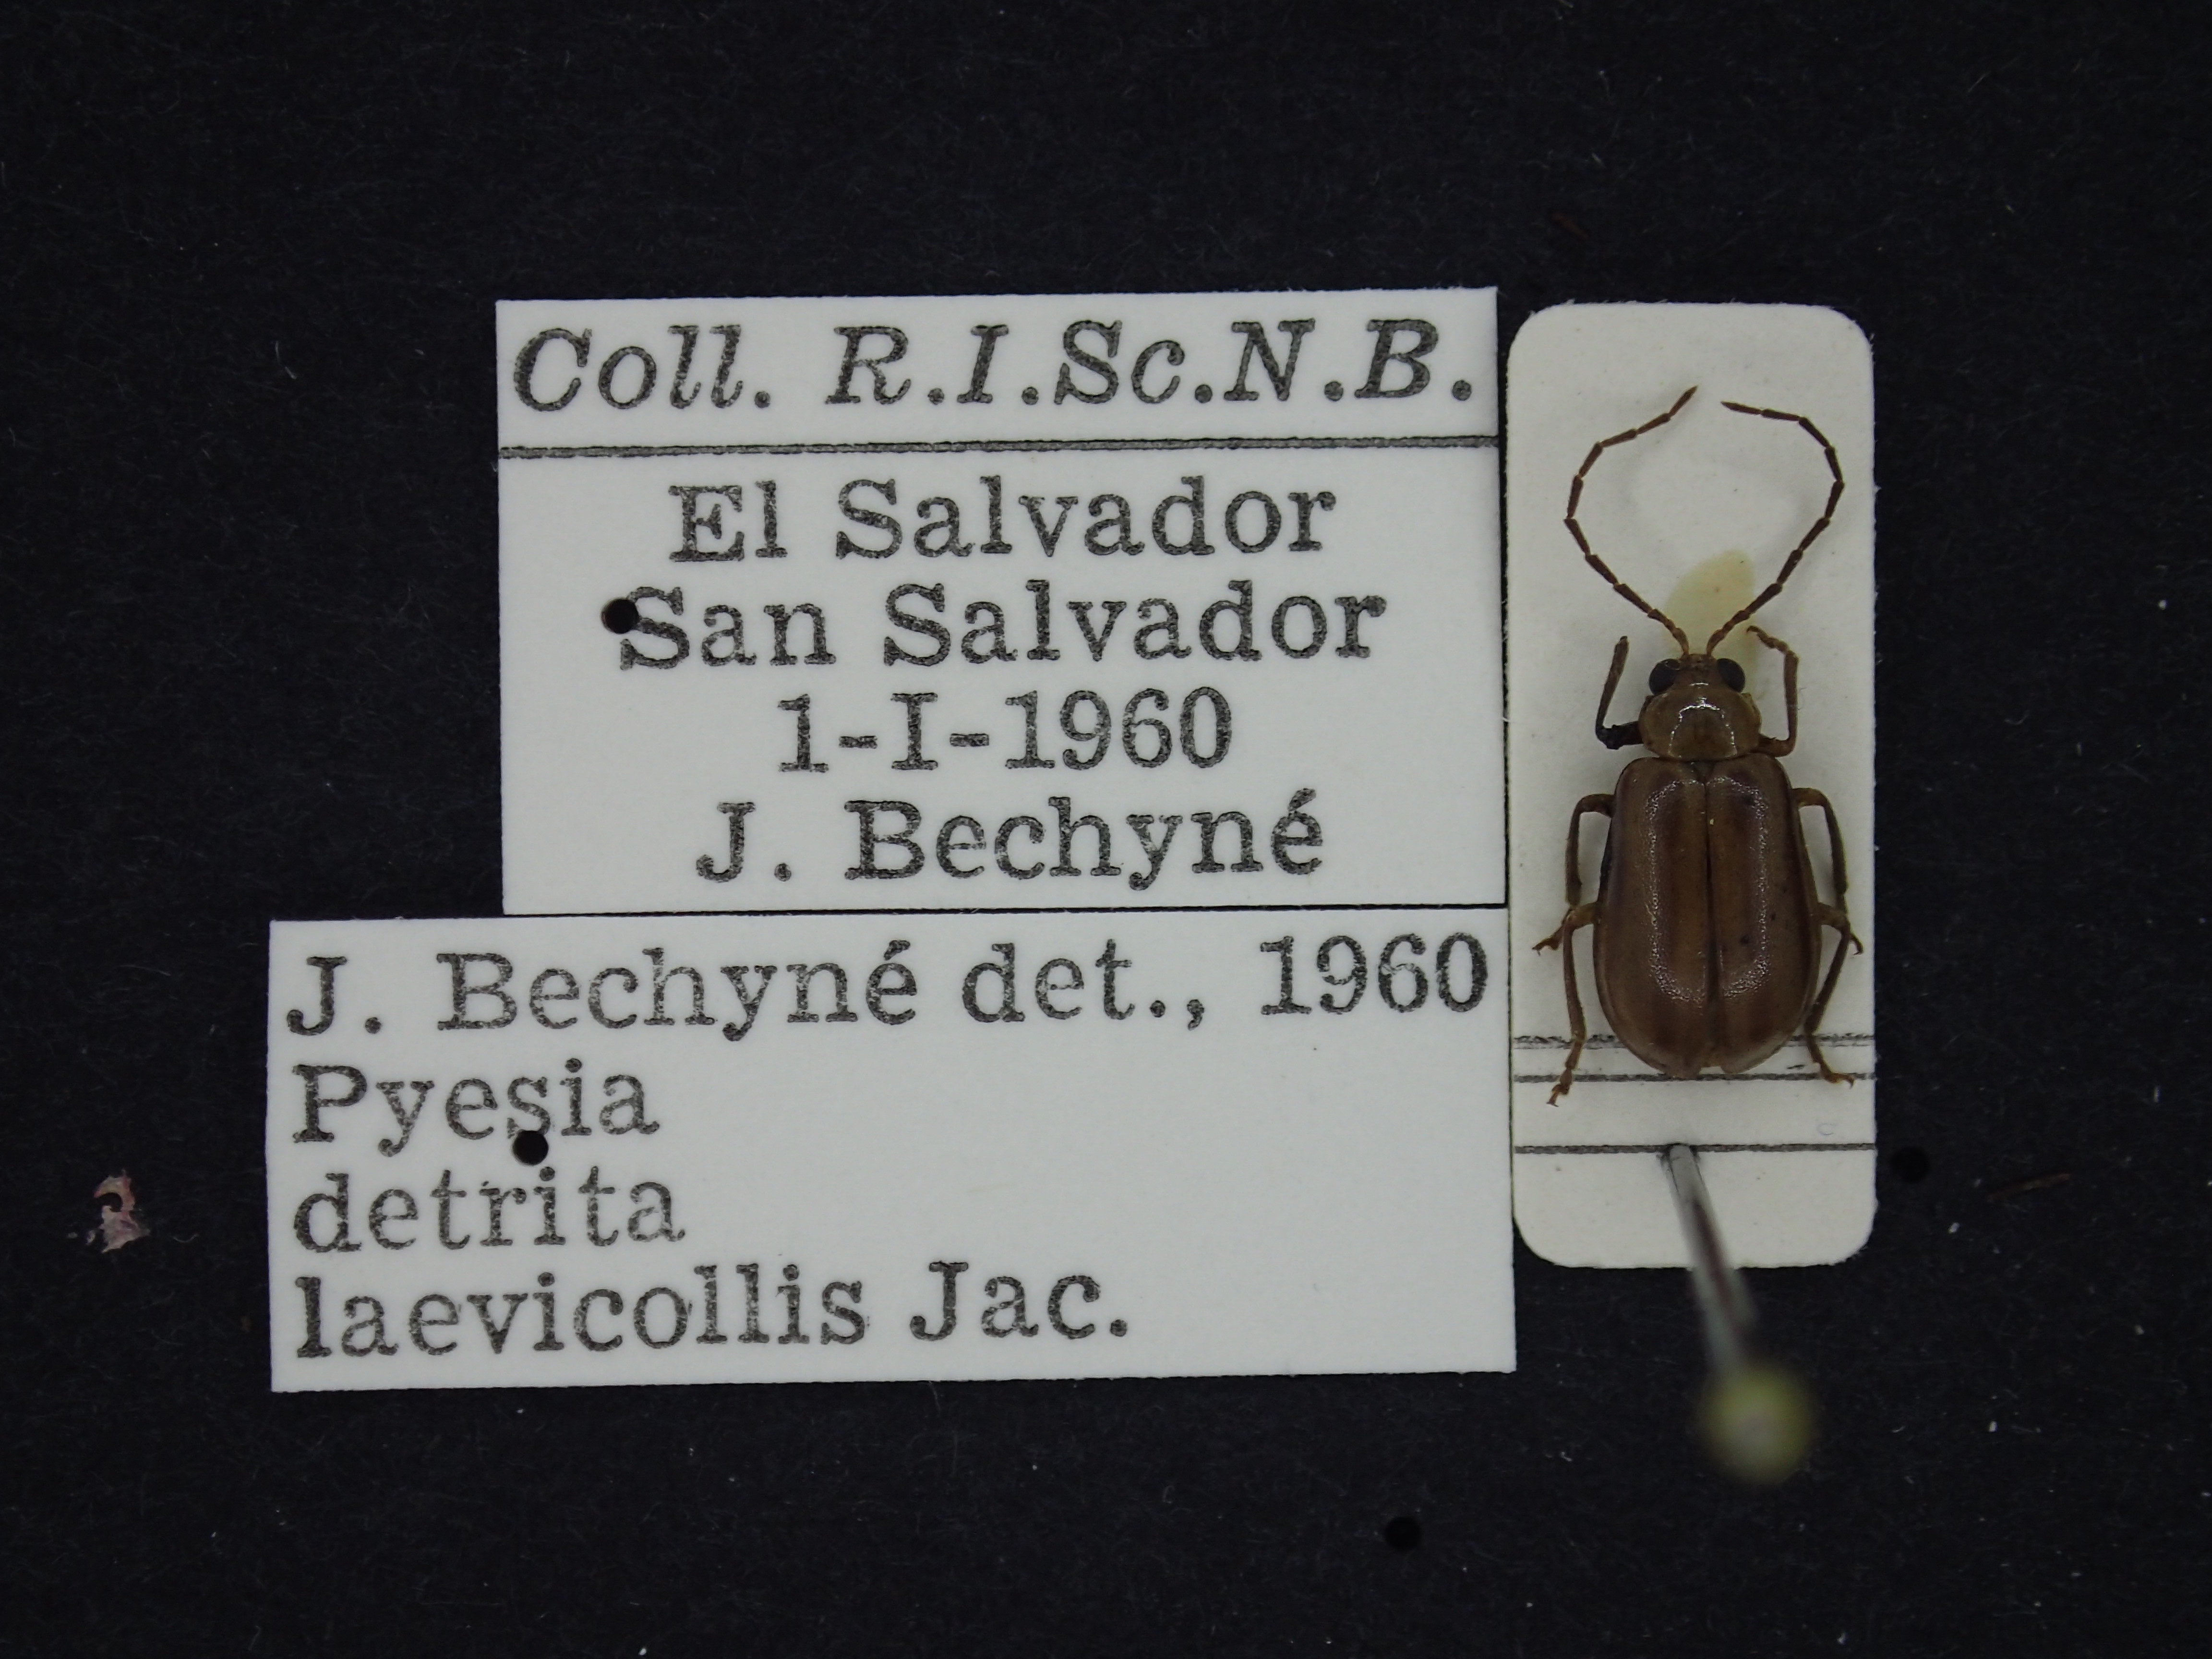 Coll. R.I.Sc.N.B.
El Salvador
San Salvador
1-I-1960
J. Bechyné
J. Bechyné det., 1960
Pyesia
detrita
laevicollis Jac.